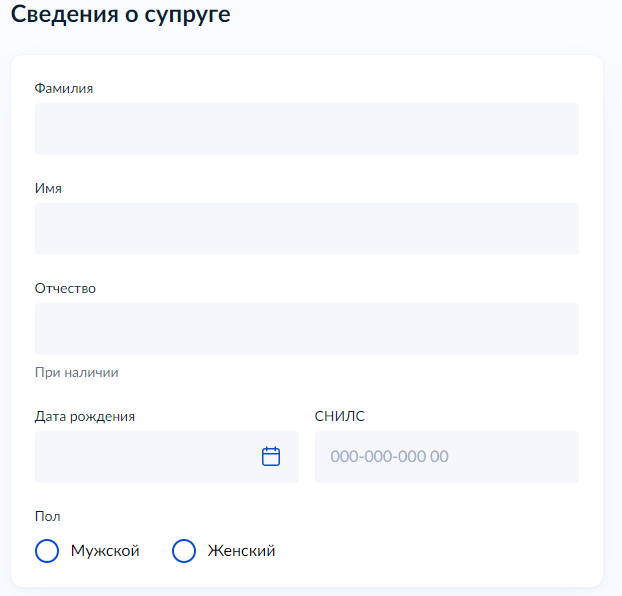 Сведения о супруге
Фамилия
Имя
Отчество
При наличии
Дата рождения СНИЛС
000-000-000 00
Пол
Мужской Женский